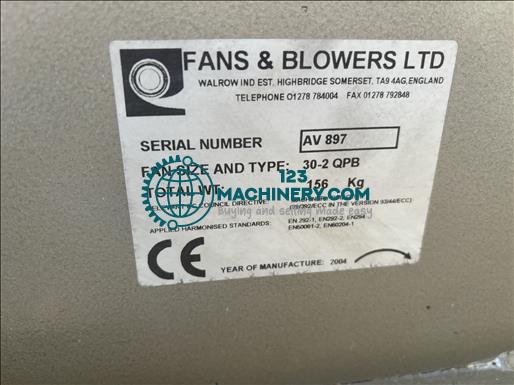 FANS & BLOWERS LTD
WALROW IND EST. HIGHBRIDGE SOMERSET, TA9 4AG, ENGLAND
TELEPHONE O1278 784004 FAX 01278 792848
SERIAL NUMBER AV 897
FAN SIZE AND TYPE: 30-2 QPB
TOTAL WT. 156 Kg
123
MACHINERY.COM
COUNCIL DIRECTIVE (89/392/ECC IN THE VERSION 93/44/ECC)
buying and selling made easy
APPLIED HARMONISED STANDARDS: EN 292-1, EN292-2, EN294
EN60001-2, EN60204-1
CE YEAR OF MANUFACTURE: 2004